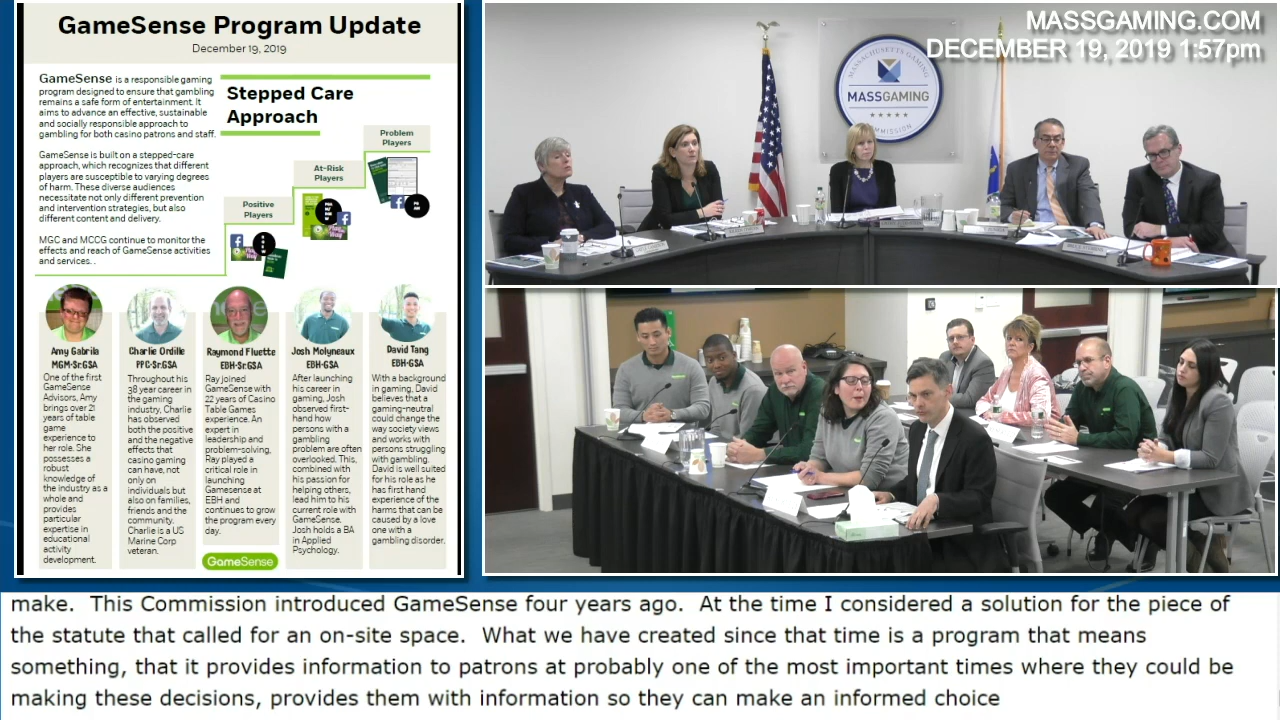 GameSense Program Update
December 19, 2019
GameSense is a responsible gaming
program designed to ensure that gambling
remains a safe form of entertainment. It
aims to advance an effective, sustainable
and socially responsible approach to
gambling for both casino patrons and staff.
GameSense is built on a stepped-care
approach, which recognizes that different
players are susceptible to varying degrees
of harm. These diverse audiences
necessitate not only different prevention
and intervention strategies, but also
different content and delivery.
MGC and MCCG continue to monitor the
effects and reach of GameSense activities
and services. .
Stepped Care
Approach
Positive
Players
At-Risk
Players
Problem
Players
Amy Gabrila
MGM-Sr.GSA
One of the first
GameSense
Advisors, Amy
brings over 21
years of table
game
experience to
her role. She
possesses a
robust
knowledge of
the industry as a
whole and
provides
particular
expertise in
educational
activity
development.
Charlie Ordille
PPC-Sr.GSA
Throughout his
38 year career in
the gaming
industry, Charlie
has observed
both the positive
and the negative
effects that
casino gaming
can have, not
only on
individuals but
also on families,
friends and the
community.
Charlie is a US
Marine Corp
veteran.
Raymond Fluette
EBH-Sr.GSA
Ray joined
GameSense with
22 years of Casino
Table Games
experience. An
expert in
leadership and
problem-solving,
Ray played a
critical role in
launching
Gamesense at
EBH and
continues to grow
the program every
day.
GameSense
Josh Molyneaux
EBH-GSA
After launching
his career in
gaming, Josh
observed first-
hand how
persons with a
gambling
problem are often
overlooked. This,
combined with
his passion for
helping others,
lead him to his
current role with
GameSense.
Josh holds a BA
in Applied
Psychology.
David Tang
EBH-GSA
With a background
in gaming, David
believes that a
gaming-neutral
could change the
way society views
and works with
persons struggling
with gambling.
David is well suited
for his role as he
has first hand
experience of the
harms that can be
caused by a love
one with a
gambling disorder.
MASSGAMING.COM
DECEMBER 19, 2019 1:57pm
MASSACHUSETTS GAMING
MASSGAMING
COMMISSION
make. This Commission introduced GameSense four years ago. At the time I considered a solution for the piece of
the statute that called for an on-site space. What we have created since that time is a program that means
something, that it provides information to patrons at probably one of the most important times where they could be
making these decisions, provides them with information so they can make an informed choice